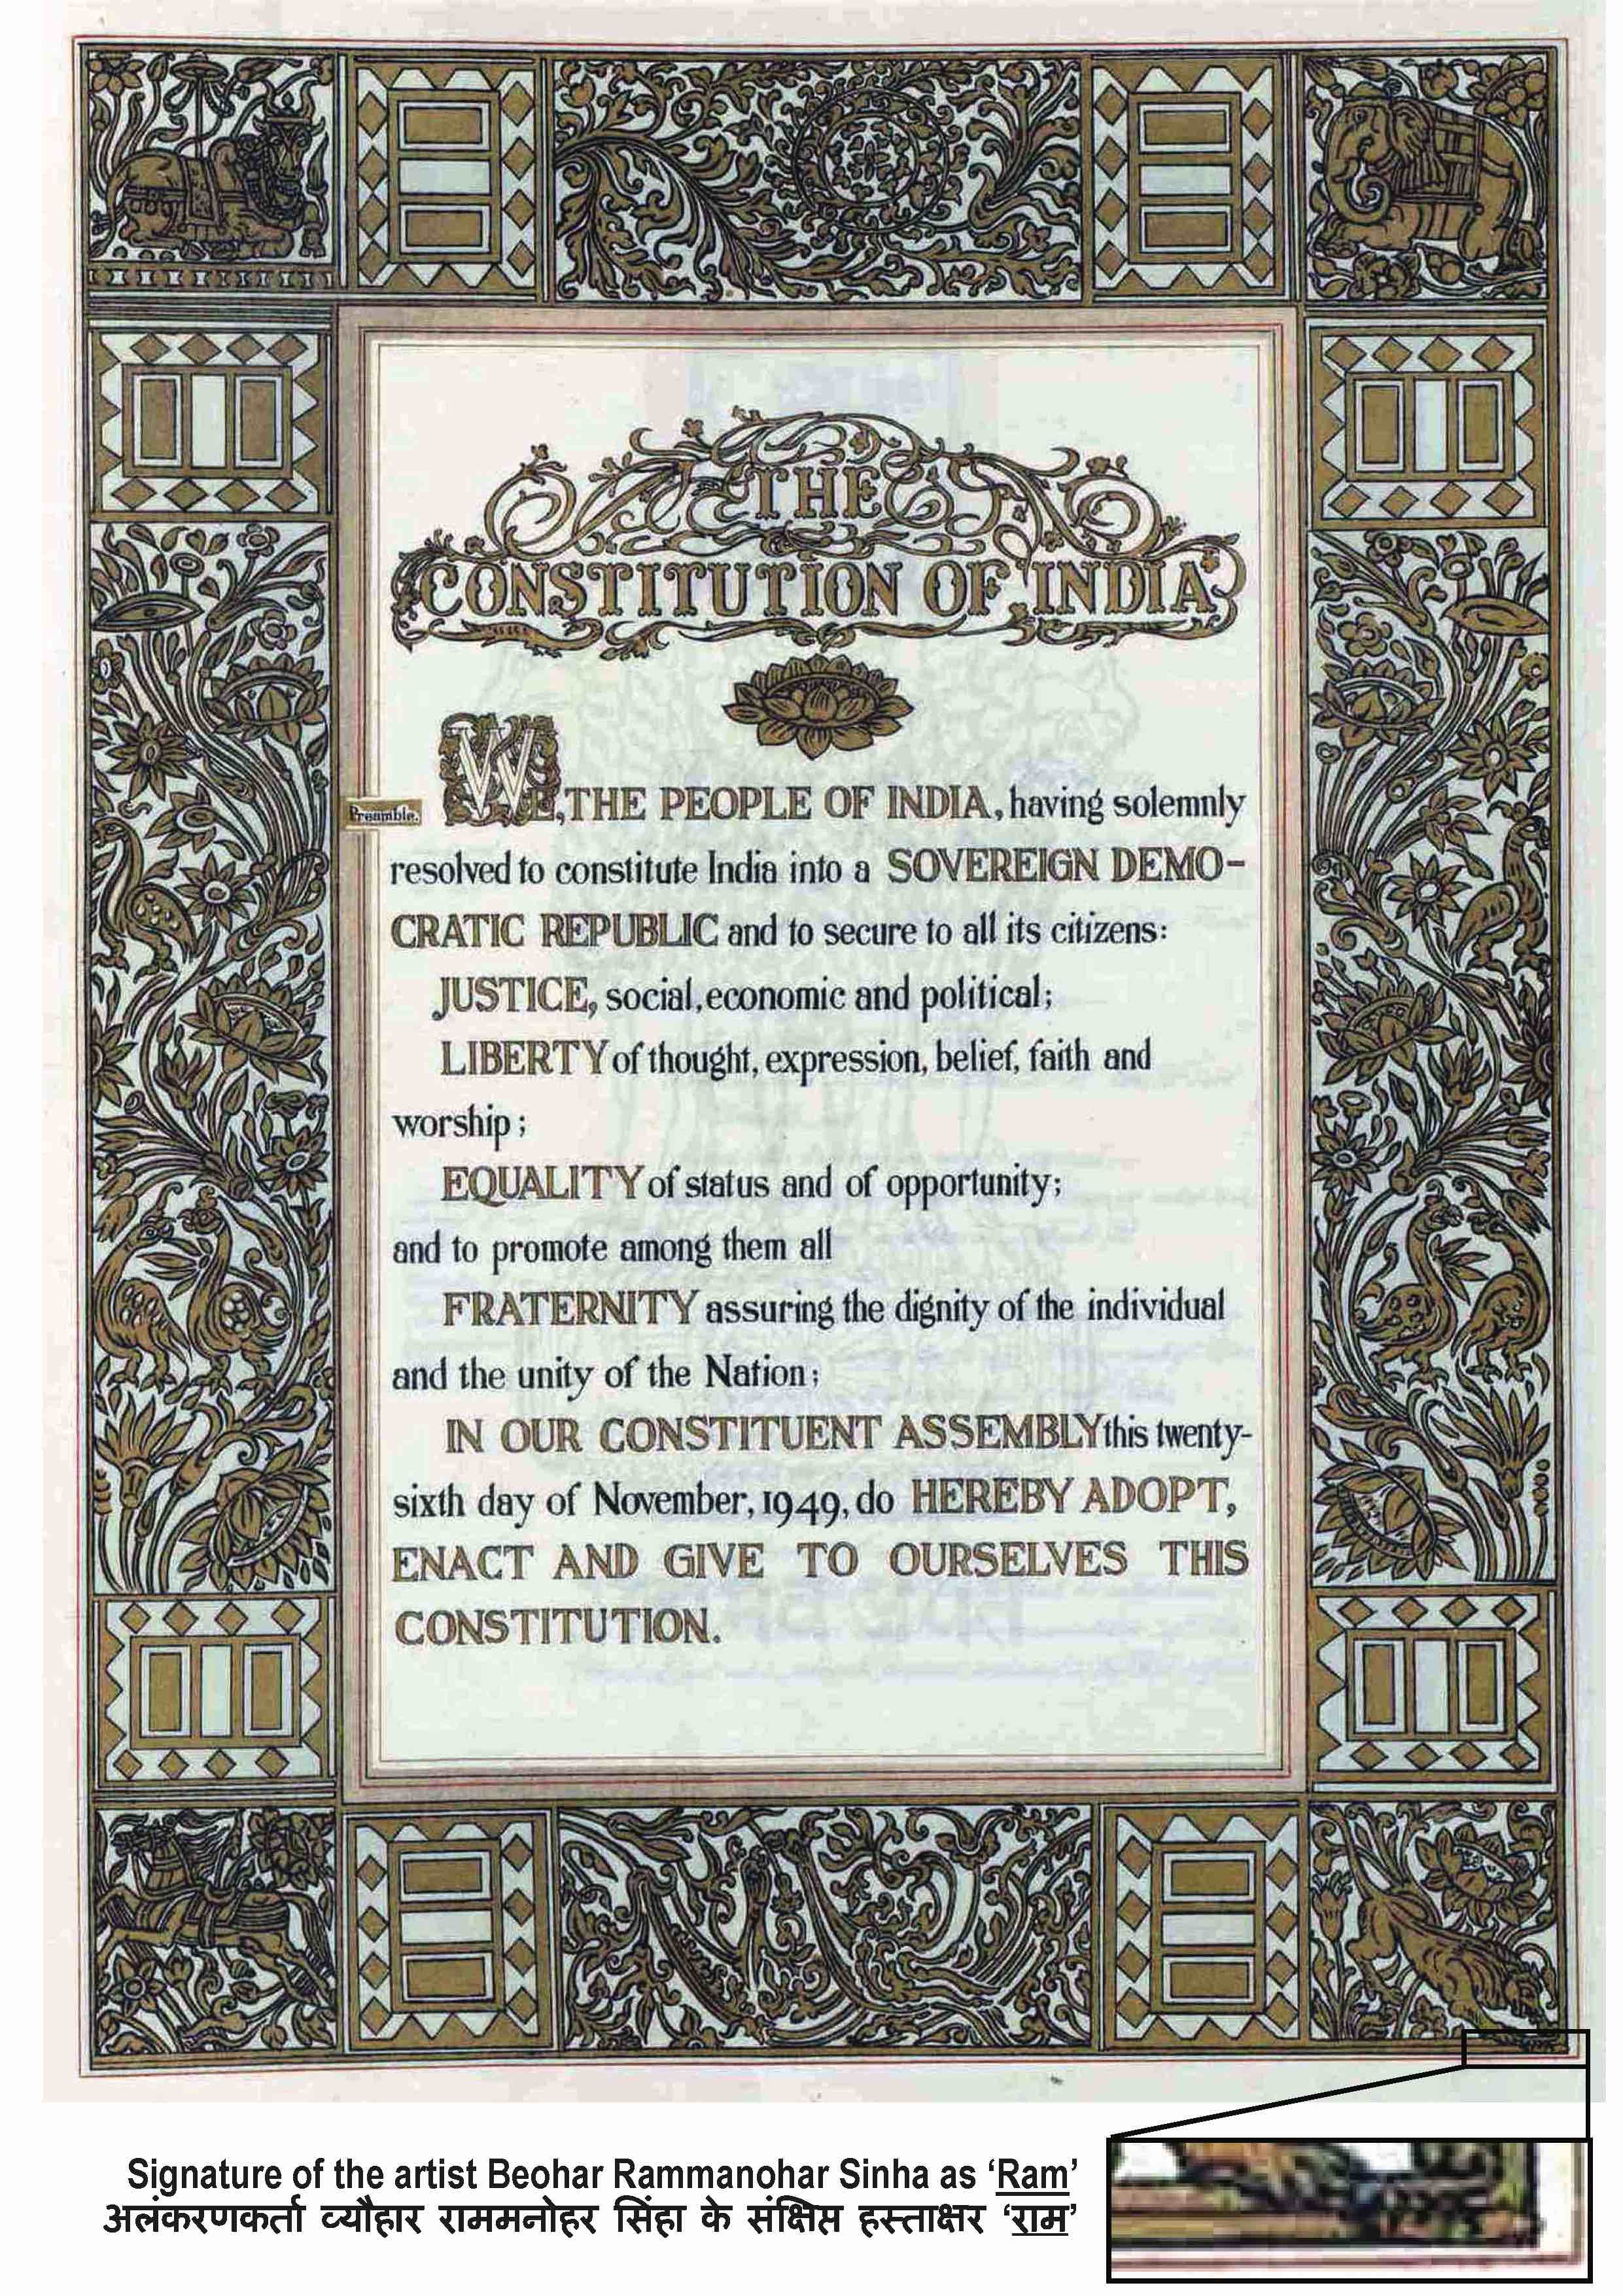 THE
CONSTITUTION OF INDIA
Preamble.
WE, THE PEOPLE OF INDIA, having solemnly
resolved to constitute India into a SOVEREIGN DEMO-
CRATIC REPUBLIC and to secure to all its citizens:
JUSTICE, social, economic and political;
LIBERTY of thought, expression, belief, faith and
worship;
EQUALITY of status and of opportunity;
and to promote among them all
FRATERNITY assuring the dignity of the individual
and the unity of the Nation;
IN OUR CONSTITUENT ASSEMBLY this twenty-
sixth day of November, 1949, do HEREBY ADOPT,
ENACT AND GIVE TO OURSELVES THIS
CONSTITUTION.
Signature of the artist Beohar Rammanohar Sinha as ‘Ram’
अलंकरणकर्ता व्यौहार राममनोहर सिंहा के संक्षिप्त हस्ताक्षर ‘राम’